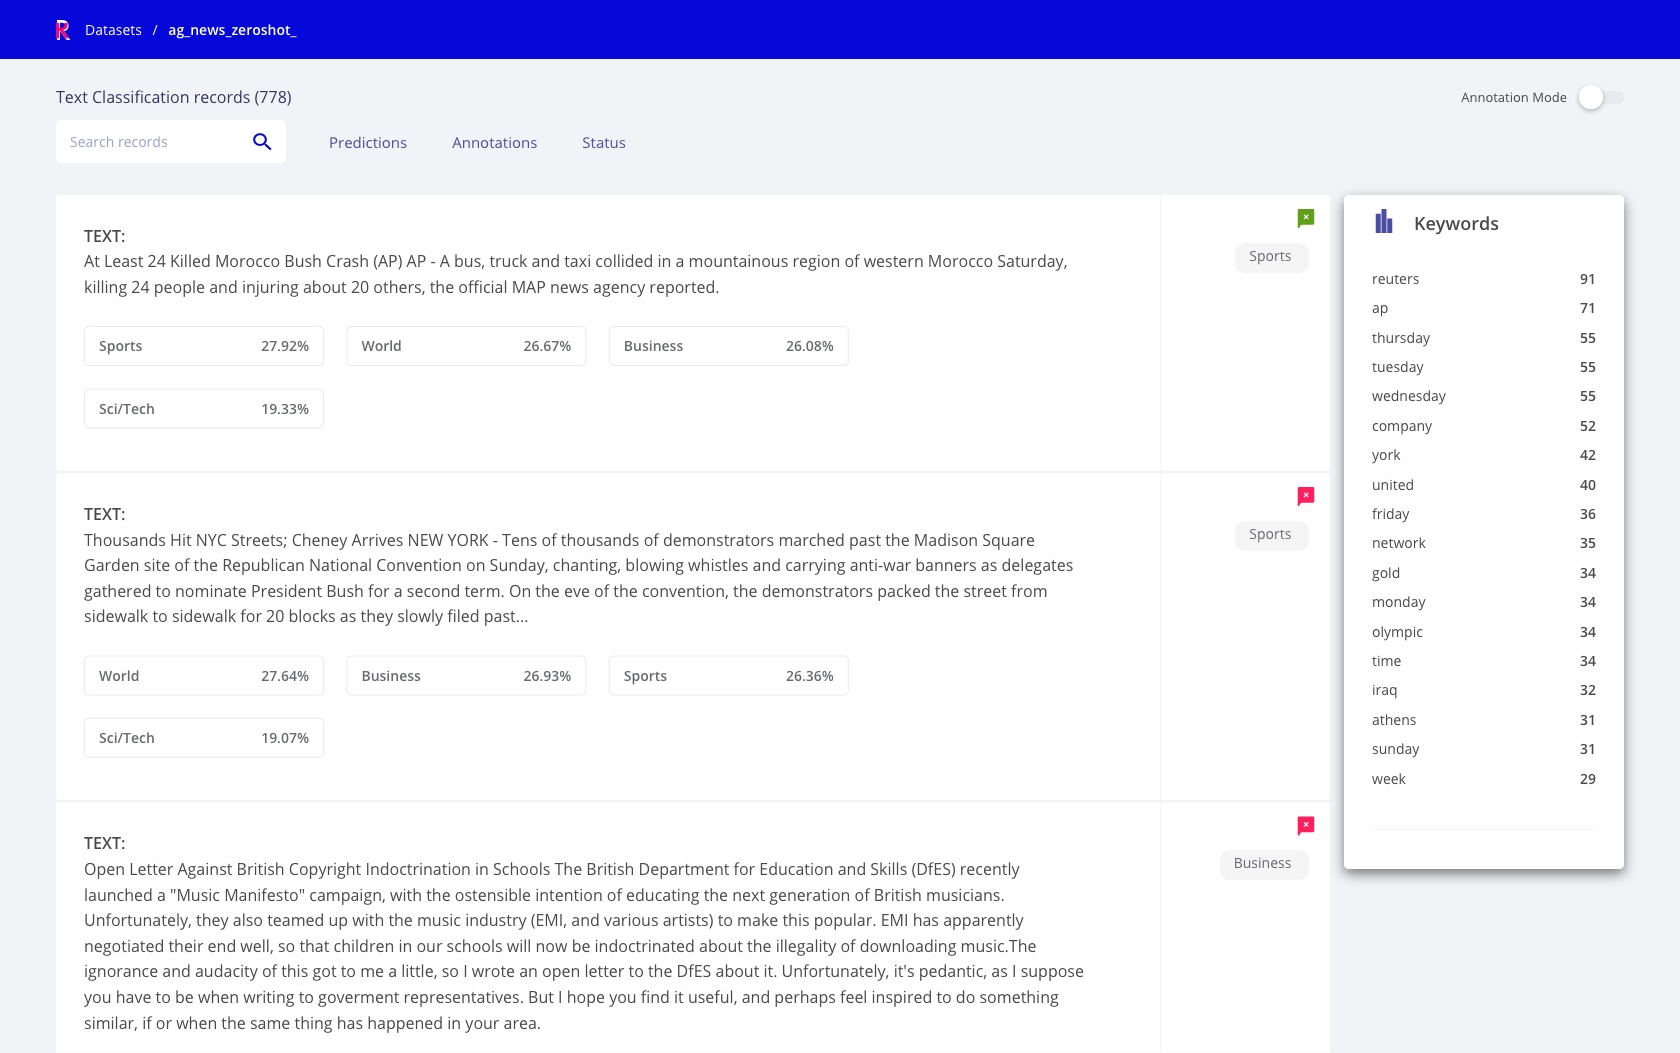 Datasets / ag_news_zeroshot_
Text Classification records (778)
Annotation Mode
Search records
Predictions
Annotations
Status
TEXT:
At Least 24 Killed Morocco Bush Crash (AP) AP - A bus, truck and taxi collided in a mountainous region of western Morocco Saturday,
killing 24 people and injuring about 20 others, the official MAP news agency reported.
Sports 27.92%
World 26.67%
Business 26.08%
Sci/Tech 19.33%
Sports
TEXT:
Thousands Hit NYC Streets; Cheney Arrives NEW YORK - Tens of thousands of demonstrators marched past the Madison Square
Garden site of the Republican National Convention on Sunday, chanting, blowing whistles and carrying anti-war banners as delegates
gathered to nominate President Bush for a second term. On the eve of the convention, the demonstrators packed the street from
sidewalk to sidewalk for 20 blocks as they slowly filed past...
World 27.64%
Business 26.93%
Sports 26.36%
Sci/Tech 19.07%
Sports
TEXT:
Open Letter Against British Copyright Indoctrination in Schools The British Department for Education and Skills (DfES) recently
launched a "Music Manifesto" campaign, with the ostensible intention of educating the next generation of British musicians.
Unfortunately, they also teamed up with the music industry (EMI, and various artists) to make this popular. EMI has apparently
negotiated their end well, so that children in our schools will now be indoctrinated about the illegality of downloading music.The
ignorance and audacity of this got to me a little, so I wrote an open letter to the DfES about it. Unfortunately, it's pedantic, as I suppose
you have to be when writing to goverment representatives. But I hope you find it useful, and perhaps feel inspired to do something
similar, if or when the same thing has happened in your area.
Business
Keywords
reuters 91
ap 71
thursday 55
tuesday 55
wednesday 55
company 52
york 42
united 40
friday 36
network 35
gold 34
monday 34
olympic 34
time 34
iraq 32
athens 31
sunday 31
week 29